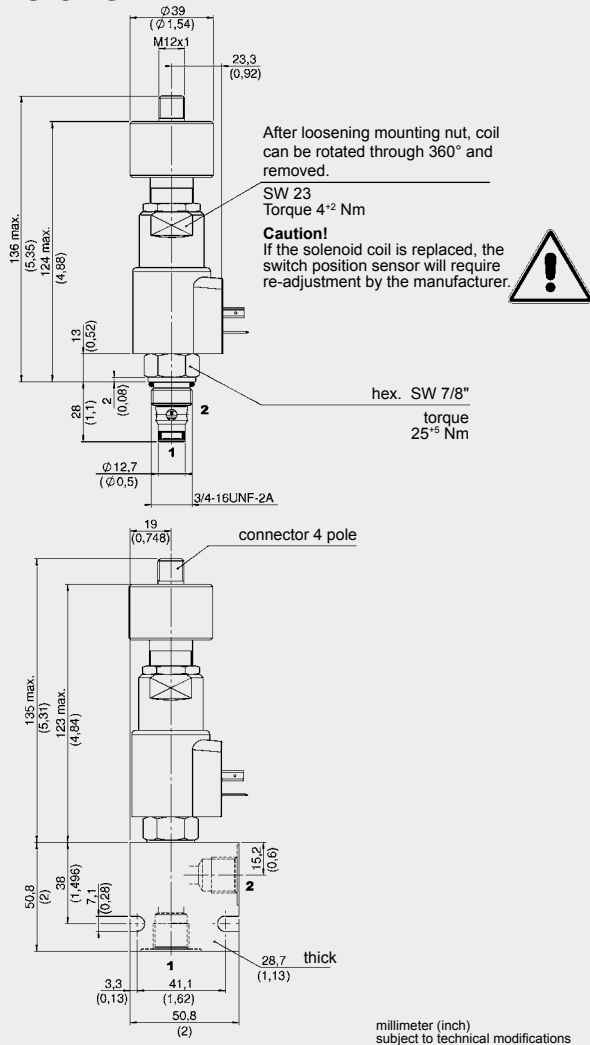 Ø39
(Ø1,54)
M12x1
23,3
(0,92)
136 max.
(5,35)
124 max.
(4,88)
After loosening mounting nut, coil
can be rotated through 360° and
removed.
SW 23
Torque 4⁺² Nm
Caution!
If the solenoid coil is replaced, the
switch position sensor will require
re-adjustment by the manufacturer.
13
(0,52)
2
(0,08)
28
(1,1)
2
1
hex. SW 7/8"
torque
25⁺⁵ Nm
Ø12,7
(Ø0,5)
3/4-16UNF-2A
19
(0,748)
connector 4 pole
135 max.
(5,31)
123 max.
(4,84)
50,8
(2)
38
(1,496)
7,1
(0,28)
15,2
(0,6)
2
1
28,7 thick
(1,13)
3,3
(0,13)
41,1
(1,62)
50,8
(2)
millimeter (inch)
subject to technical modifications